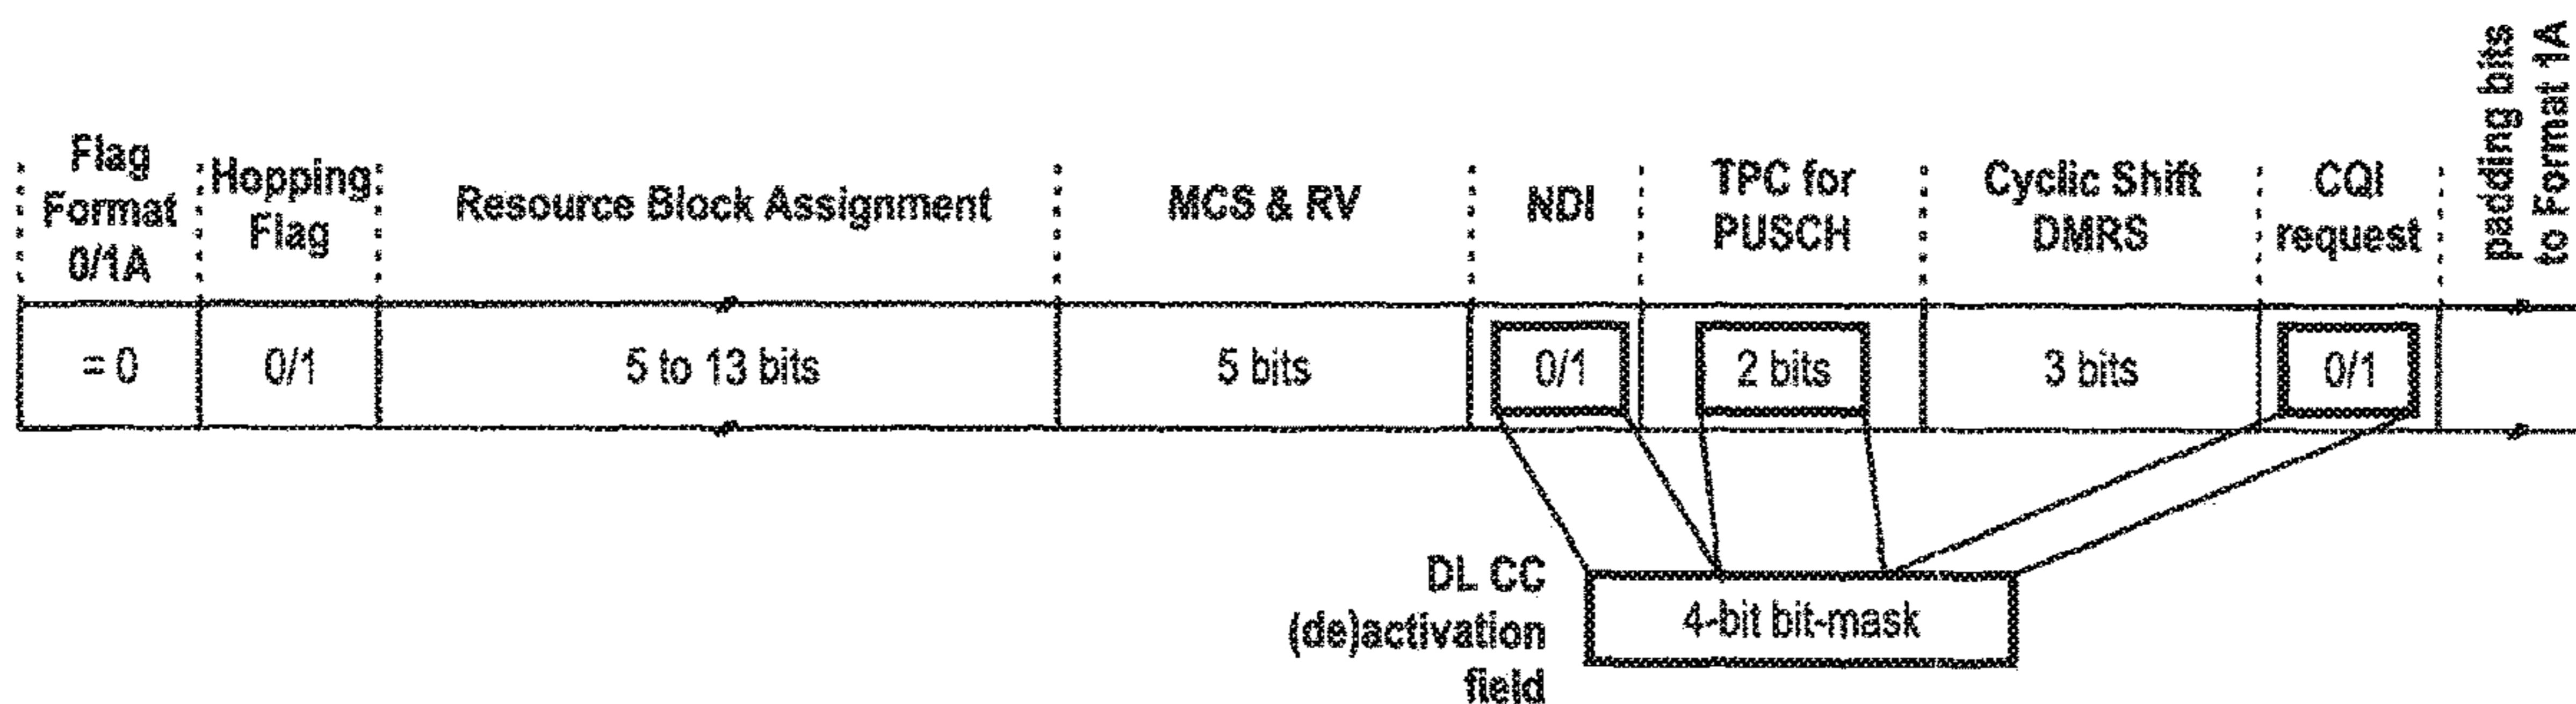 Flag
Format
0/1A
Hopping
Flag
Resource Block Assignment
MCS & RV
NDI
TPC for
PUSCH
Cyclic Shift
DMRS
CQI
request
padding bits
to Format 1A
= 0
0/1
5 to 13 bits
5 bits
0/1
2 bits
3 bits
0/1
DL CC
(de)activation
field
4-bit bit-mask